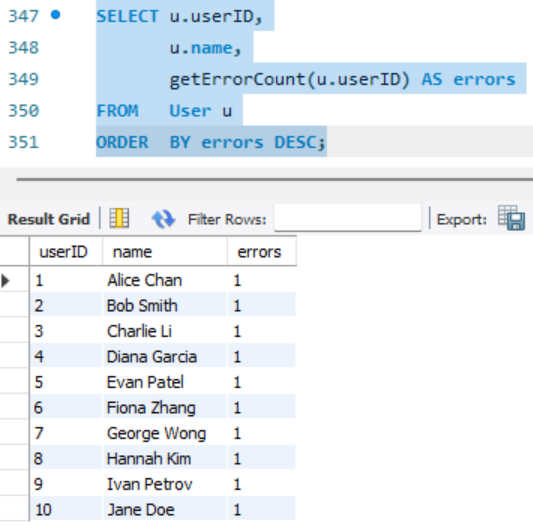 347 SELECT u.userID,
348 u.name,
349 getErrorCount(u.userID) AS errors
350 FROM User u
351 ORDER BY errors DESC;
Result Grid Filter Rows: Export:
userID name errors
1 Alice Chan 1
2 Bob Smith 1
3 Charlie Li 1
4 Diana Garcia 1
5 Evan Patel 1
6 Fiona Zhang 1
7 George Wong 1
8 Hannah Kim 1
9 Ivan Petrov 1
10 Jane Doe 1